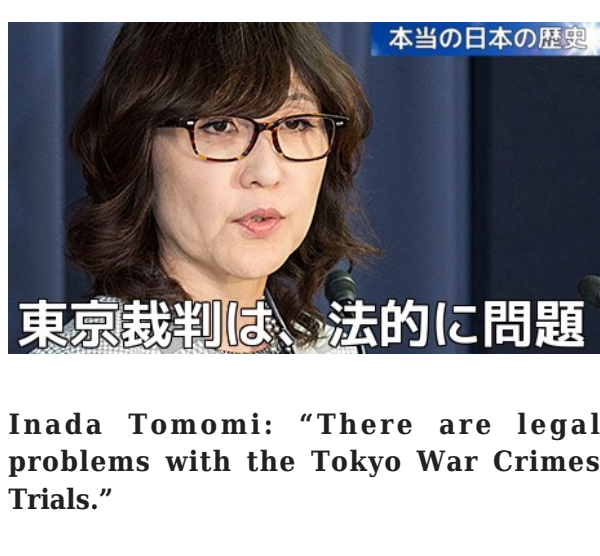 本当の日本の歴史
東京裁判は、法的に問題
Inada Tomomi: “There are legal
problems with the Tokyo War Crimes
Trials.”